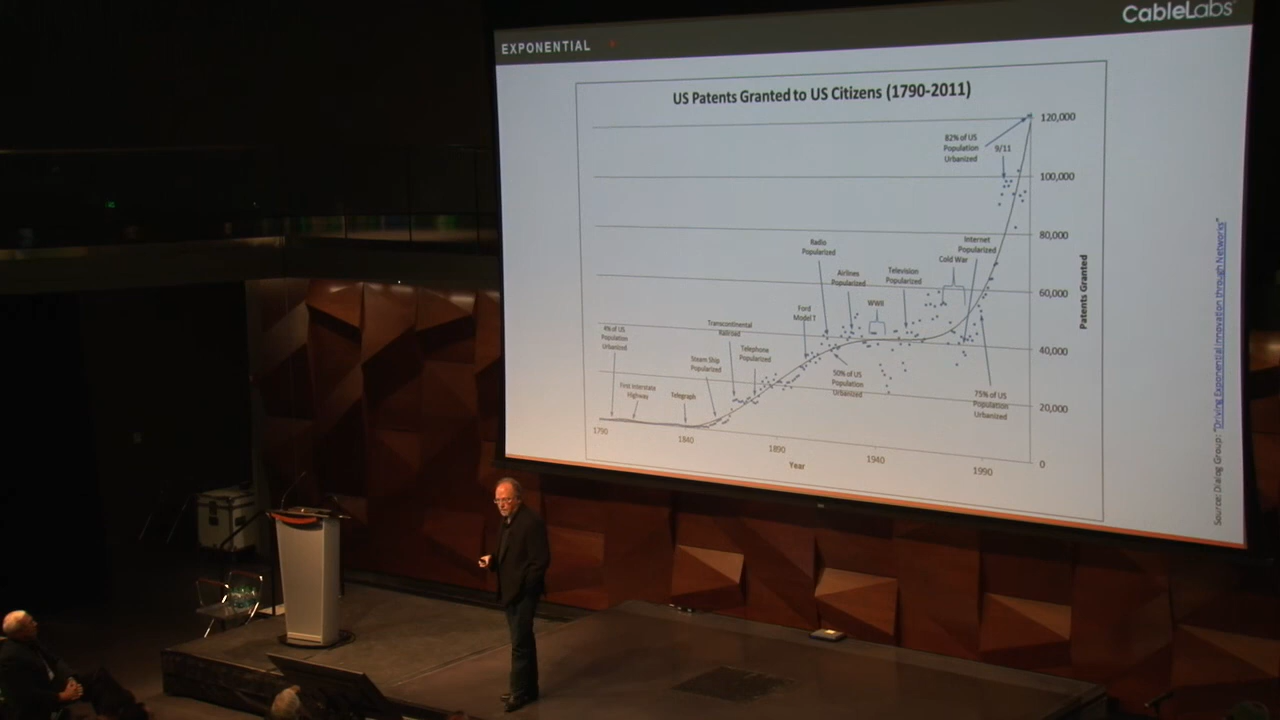 CableLabs®
EXPONENTIAL
US Patents Granted to US Citizens (1790-2011)
120,000
100,000
80,000
60,000
40,000
20,000
0
Patents Granted
82% of US
Population
Urbanized
9/11
Internet
Popularized
Cold War
Radio
Popularized
Airlines
Popularized
Television
Popularized
WWII
Ford
Model T
Transcontinental
Railroad
Telephone
Popularized
4% of US
Population
Urbanized
Steam Ship
Popularized
First Interstate
Highway
Telegraph
50% of US
Population
Urbanized
75% of US
Population
Urbanized
1790
1840
1890
1940
1990
Year
Source: Dialog Group: "Driving Exponential Innovation through Networks"